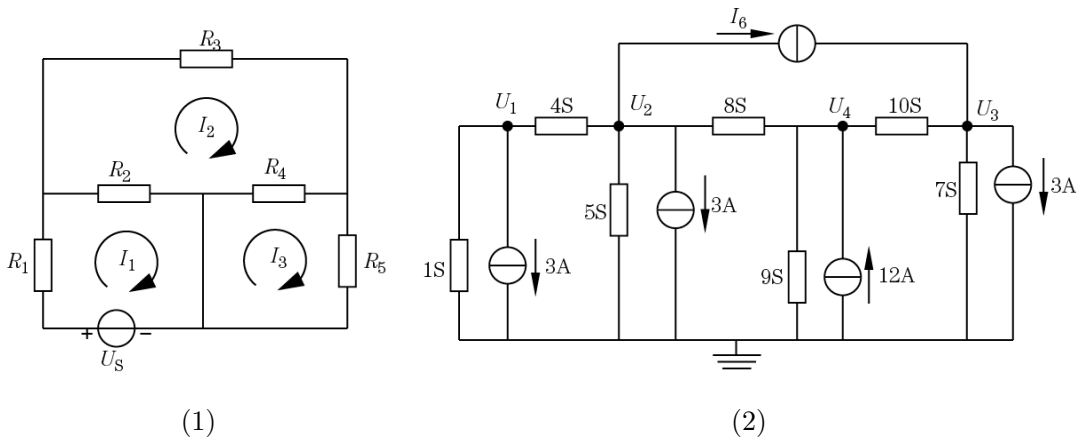 R3
I2
R2
R4
R1
I1
I3
R5
+
−
US
(1)
I6
U1
4S
U2
8S
U4
10S
U3
1S
3A
5S
3A
9S
12A
7S
3A
(2)